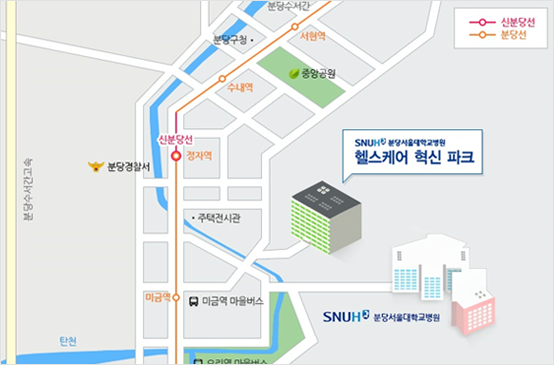 분당수서간
신분당선
분당선
분당구청
서현역
중앙공원
수내역
신분당선
정자역
분당경찰서
SNUH 분당서울대학교병원
헬스케어 혁신 파크
분당수서간고속
주택전시관
미금역
미금역 마을버스
SNUH 분당서울대학교병원
탄천
오리역 마을버스